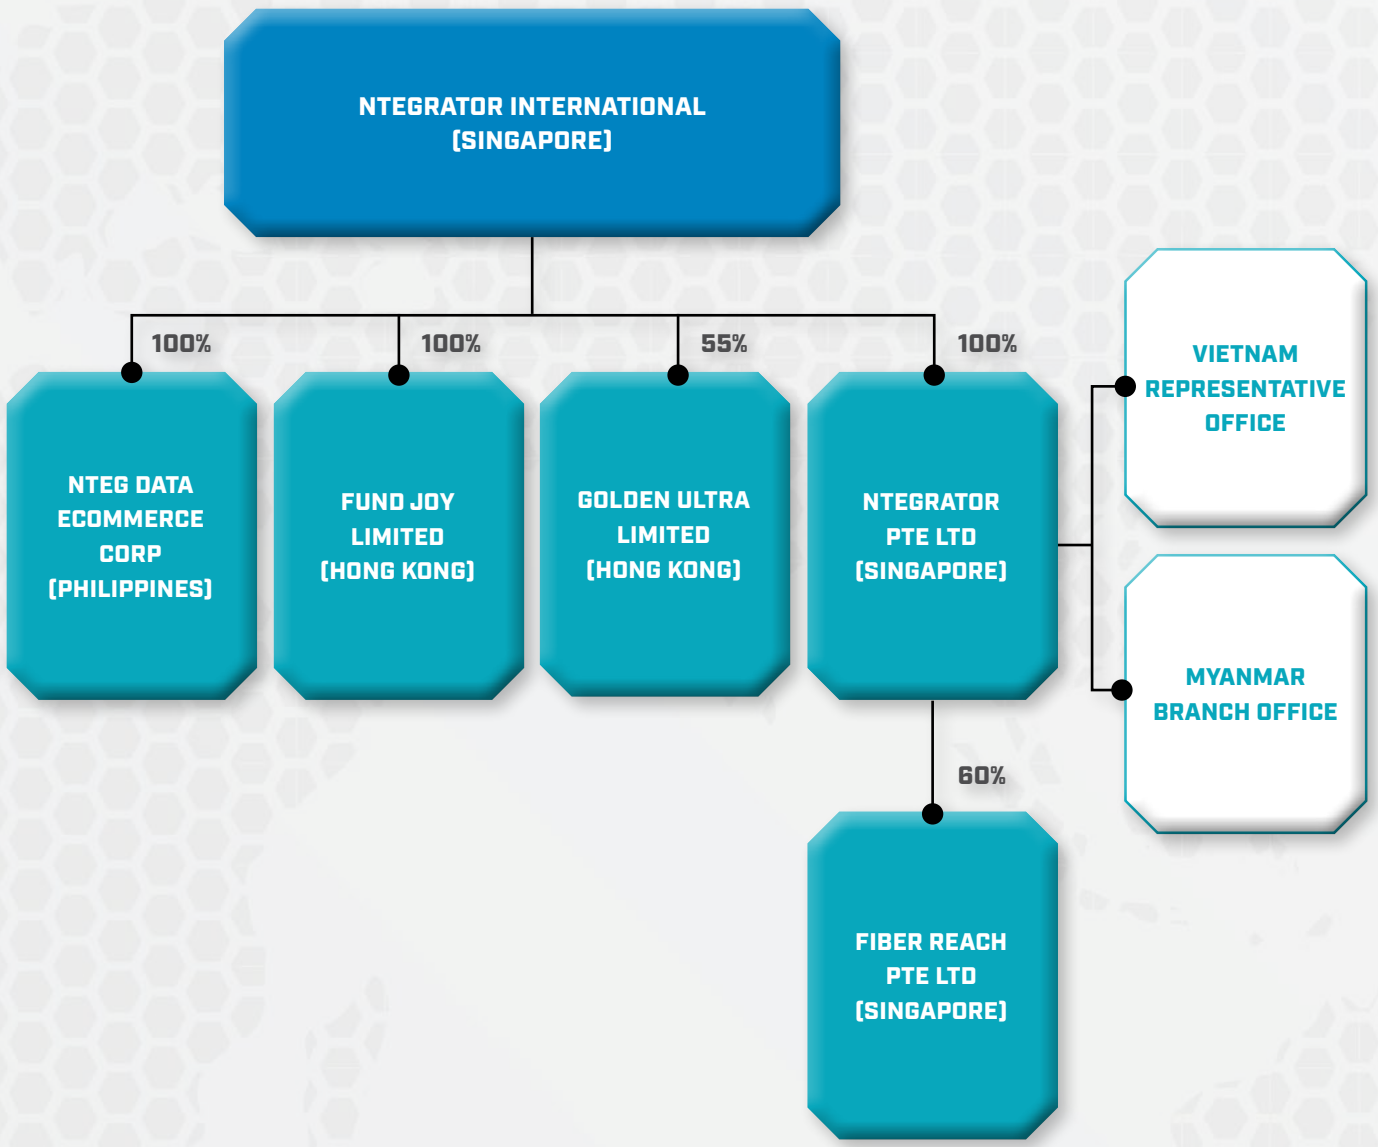 NTEGRATOR INTERNATIONAL
(SINGAPORE)
100%
100%
55%
100%
NTEG DATA
ECOMMERCE
CORP
(PHILIPPINES)
FUND JOY
LIMITED
(HONG KONG)
GOLDEN ULTRA
LIMITED
(HONG KONG)
NTEGRATOR
PTE LTD
(SINGAPORE)
VIETNAM
REPRESENTATIVE
OFFICE
MYANMAR
BRANCH OFFICE
60%
FIBER REACH
PTE LTD
(SINGAPORE)